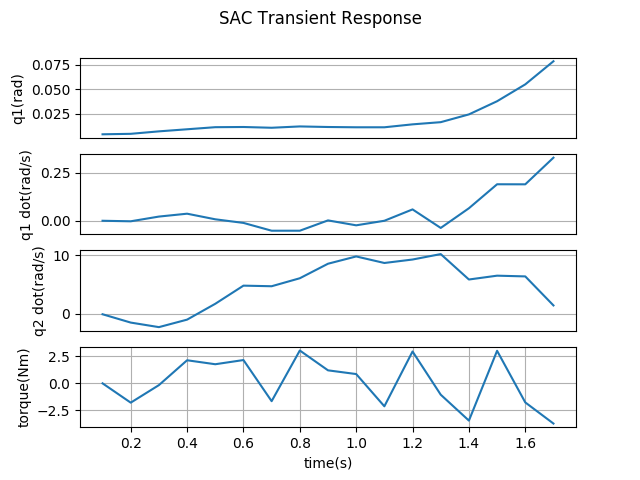 SAC Transient Response
q1(rad)
0.075
0.050
0.025
q1 dot(rad/s)
0.25
0.00
q2 dot(rad/s)
10
0
torque(Nm)
2.5
0.0
−2.5
0.2 0.4 0.6 0.8 1.0 1.2 1.4 1.6
time(s)